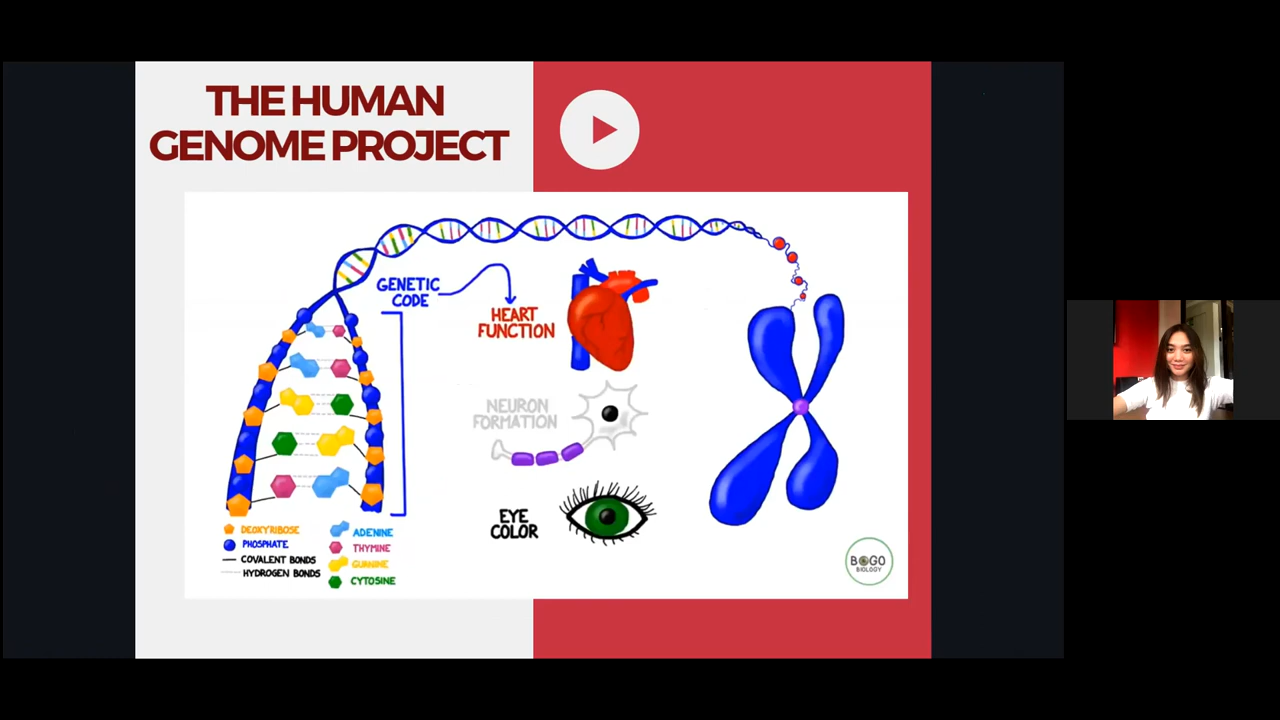 THE HUMAN
GENOME PROJECT
GENETIC
CODE
HEART
FUNCTION
NEURON
FORMATION
EYE
COLOR
DEOXYRIBOSE
PHOSPHATE
COVALENT BONDS
HYDROGEN BONDS
ADENINE
THYMINE
GUANINE
CYTOSINE
BOGO
BIOLOGY